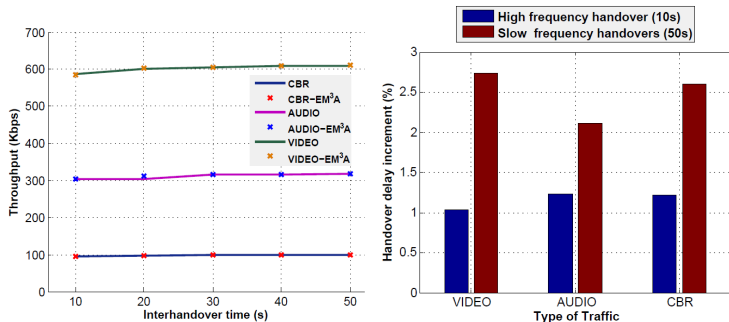 700
600
500
400
300
200
100
0
Throughput (Kbps)
CBR
CBR−EM³A
AUDIO
AUDIO−EM³A
VIDEO
VIDEO−EM³A
10 20 30 40 50
Interhandover time (s)
High frequency handover (10s)
Slow frequency handovers (50s)
3
2.5
2
1.5
1
0.5
0
Handover delay increment (%)
VIDEO AUDIO CBR
Type of Traffic